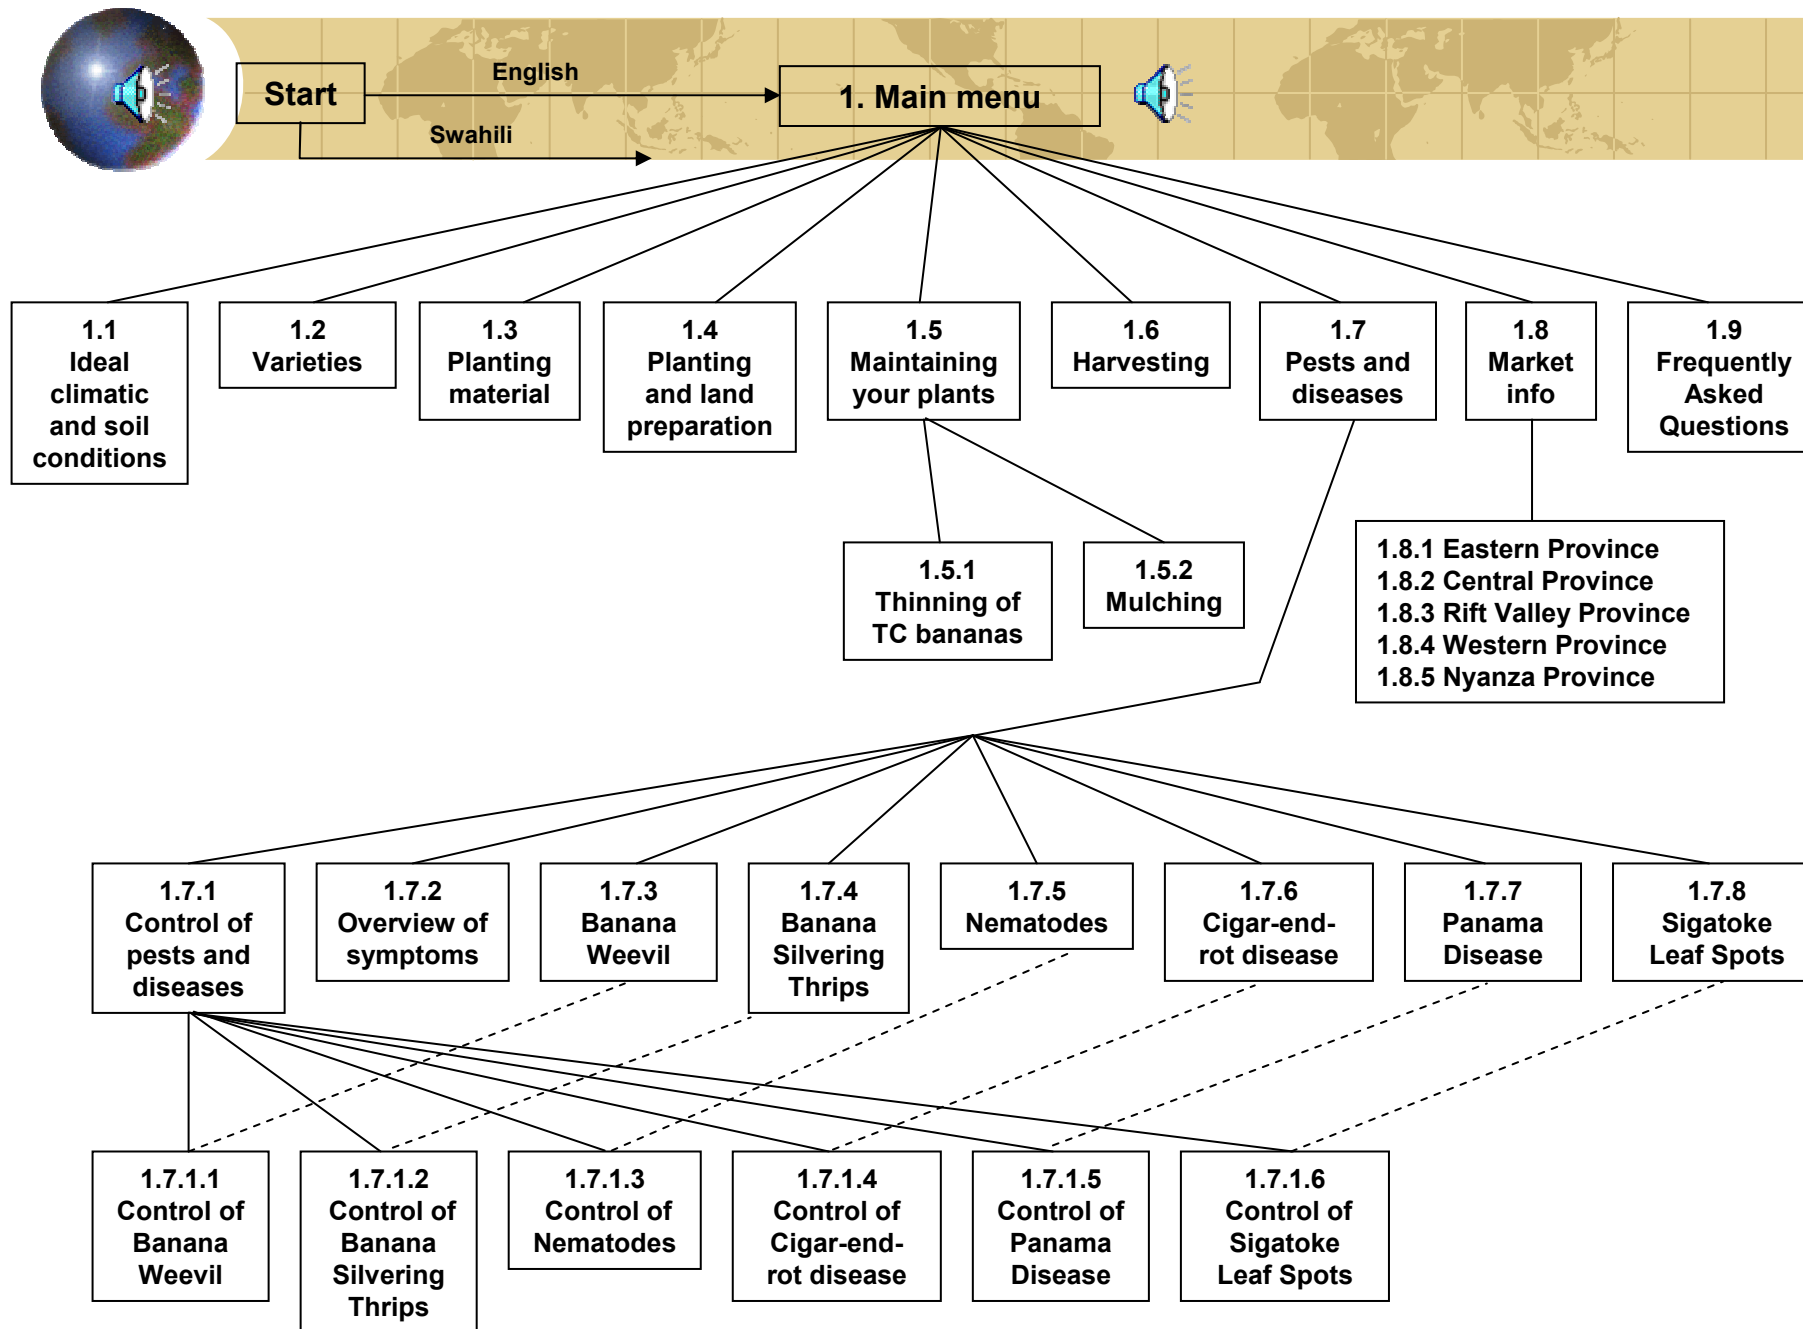 Start
English
Swahili
1. Main menu
1.1
Ideal
climatic
and soil
conditions
1.2
Varieties
1.3
Planting
material
1.4
Planting
and land
preparation
1.5
Maintaining
your plants
1.6
Harvesting
1.7
Pests and
diseases
1.8
Market
info
1.9
Frequently
Asked
Questions
1.5.1
Thinning of
TC bananas
1.5.2
Mulching
1.8.1 Eastern Province
1.8.2 Central Province
1.8.3 Rift Valley Province
1.8.4 Western Province
1.8.5 Nyanza Province
1.7.1
Control of
pests and
diseases
1.7.2
Overview of
symptoms
1.7.3
Banana
Weevil
1.7.4
Banana
Silvering
Thrips
1.7.5
Nematodes
1.7.6
Cigar-end-
rot disease
1.7.7
Panama
Disease
1.7.8
Sigatoke
Leaf Spots
1.7.1.1
Control of
Banana
Weevil
1.7.1.2
Control of
Banana
Silvering
Thrips
1.7.1.3
Control of
Nematodes
1.7.1.4
Control of
Cigar-end-
rot disease
1.7.1.5
Control of
Panama
Disease
1.7.1.6
Control of
Sigatoke
Leaf Spots